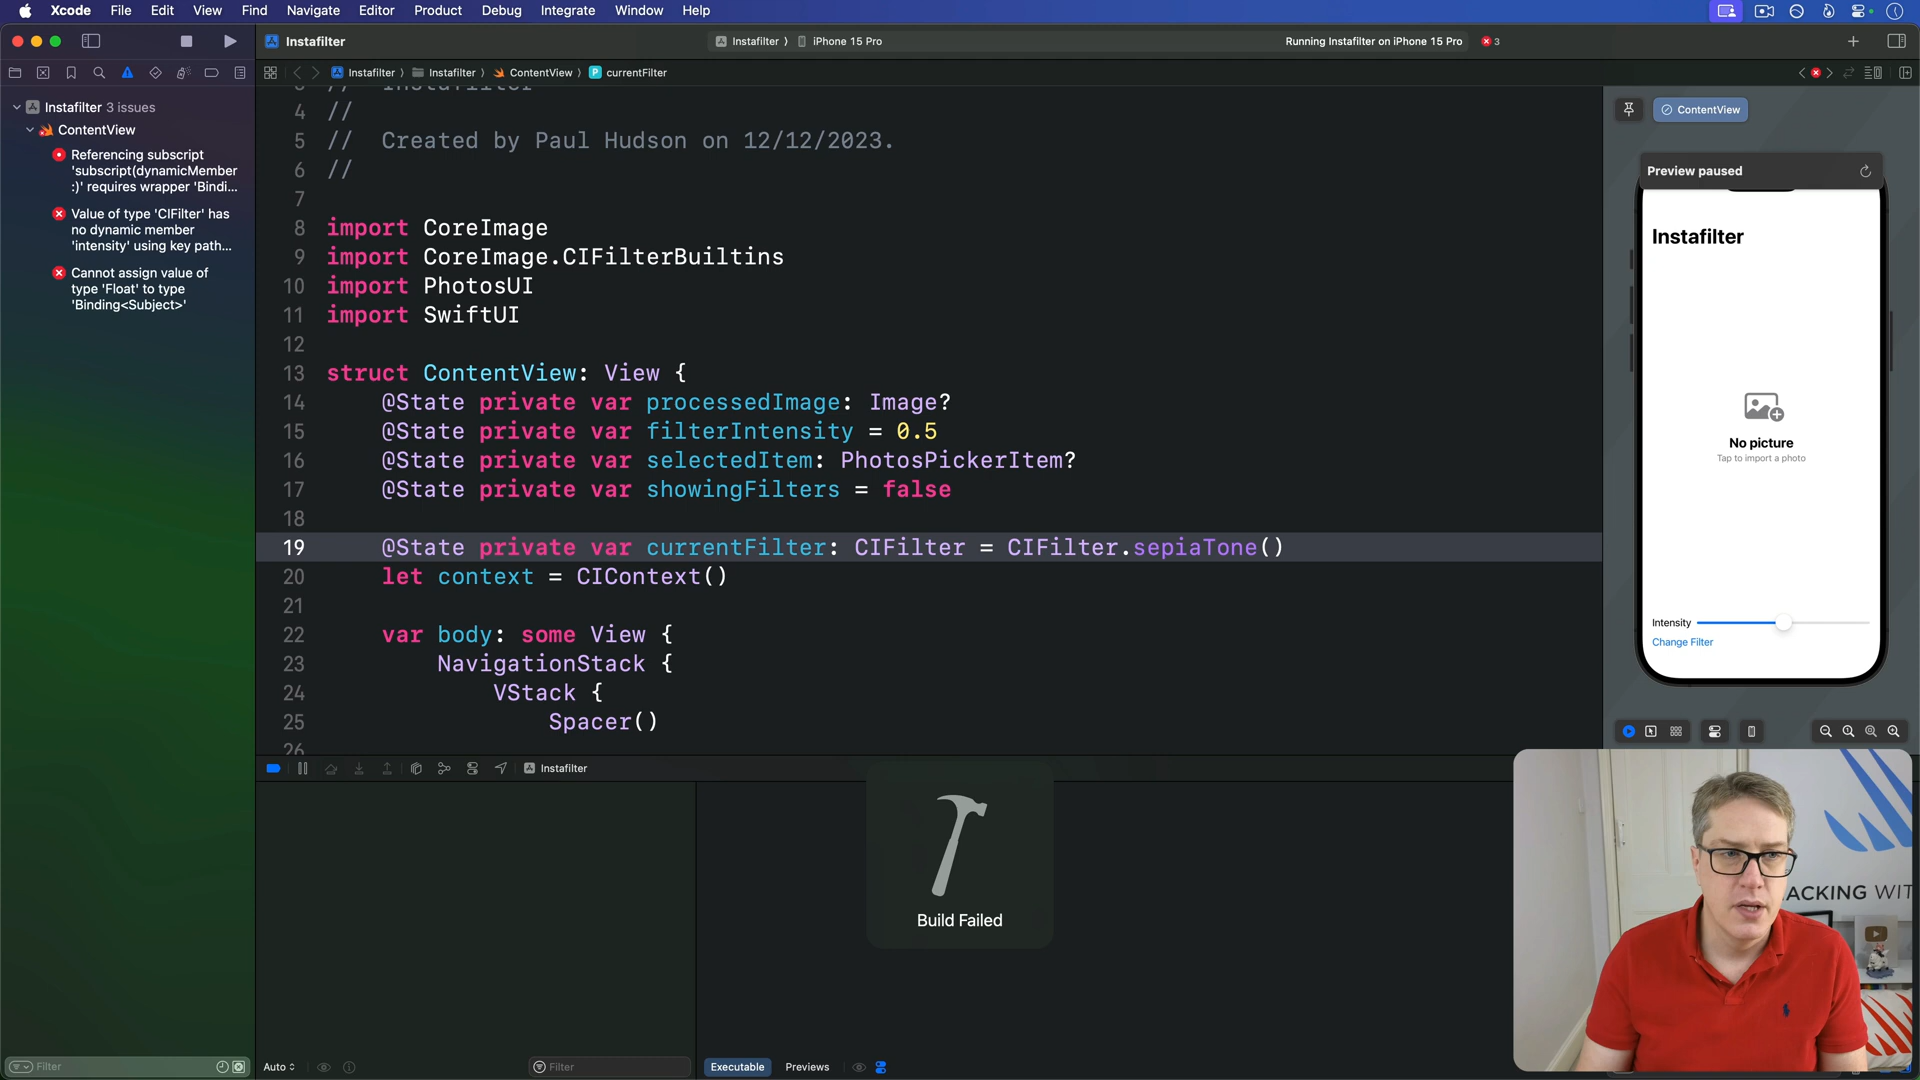 Xcode File Edit View Find Navigate Editor Product Debug Integrate Window Help
Instafilter
Instafilter
iPhone 15 Pro
Running Instafilter on iPhone 15 Pro
3
Instafilter
Instafilter
ContentView
currentFilter
Instafilter 3 issues
ContentView
Referencing subscript
'subscript(dynamicMember
:)' requires wrapper 'Bindi...
Value of type 'CIFilter' has
no dynamic member
'intensity' using key path...
Cannot assign value of
type 'Float' to type
'Binding<Subject>'
3 // Instafilter
4 //
5 // Created by Paul Hudson on 12/12/2023.
6 //
7
8 import CoreImage
9 import CoreImage.CIFilterBuiltins
10 import PhotosUI
11 import SwiftUI
12
13 struct ContentView: View {
14 @State private var processedImage: Image?
15 @State private var filterIntensity = 0.5
16 @State private var selectedItem: PhotosPickerItem?
17 @State private var showingFilters = false
18
19 @State private var currentFilter: CIFilter = CIFilter.sepiaTone()
20 let context = CIContext()
21
22 var body: some View {
23 NavigationStack {
24 VStack {
25 Spacer()
26
ContentView
Preview paused
Instafilter
No picture
Tap to import a photo
Intensity
Change Filter
Instafilter
Build Failed
ACKING WIT
Filter
Auto
Filter
Executable
Previews